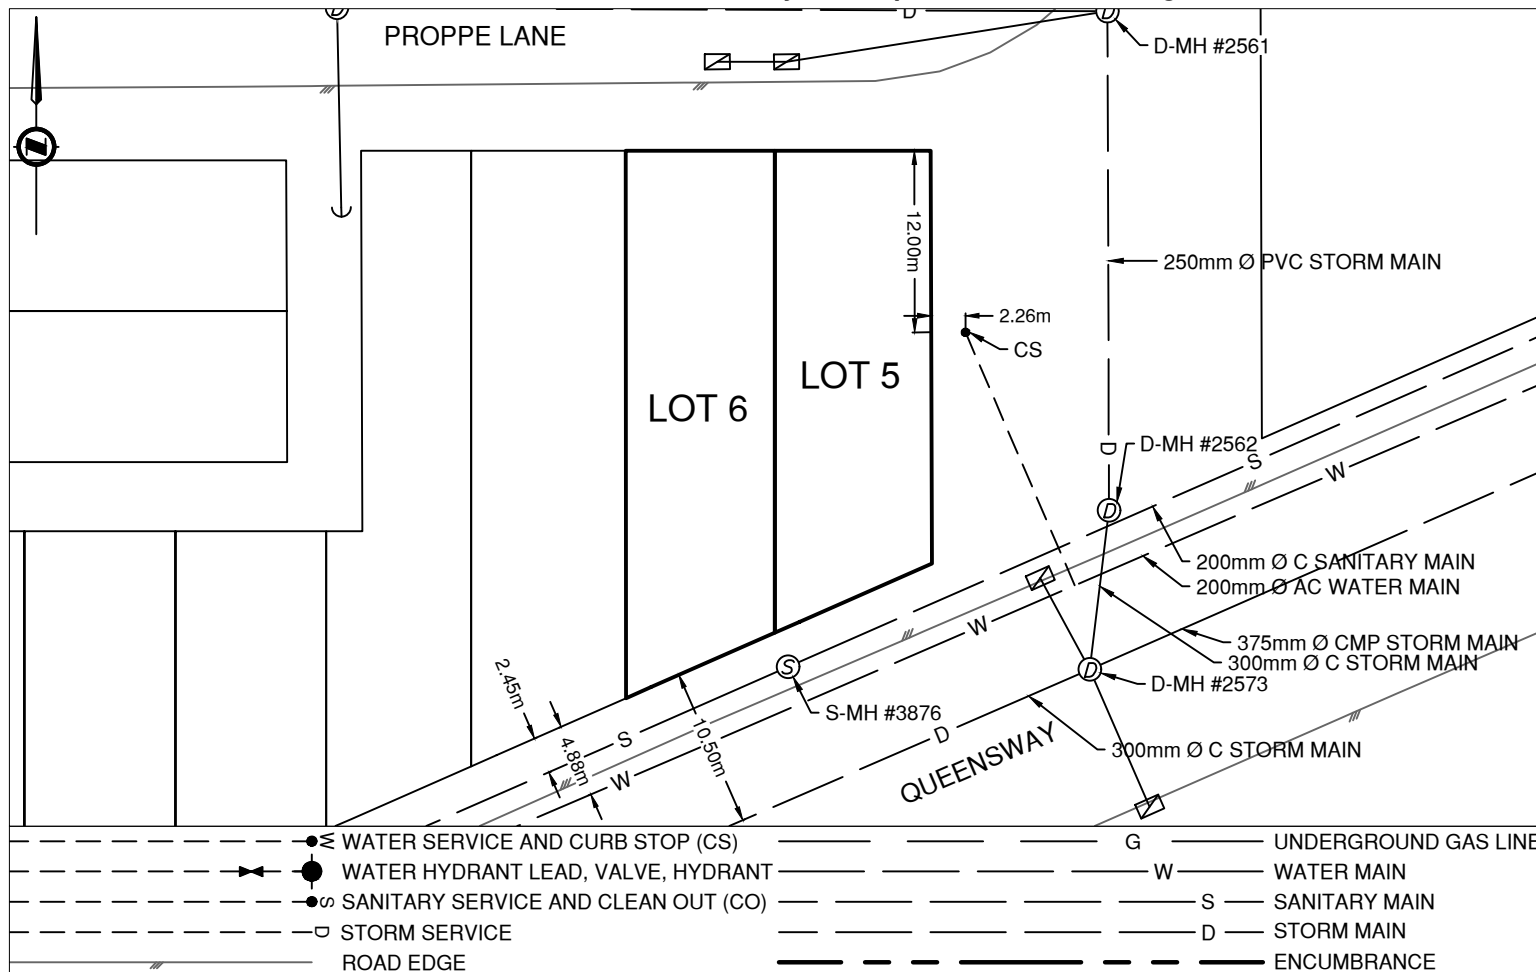 D
D
D
PROPPE LANE
D-MH #2561
12.00m
250mm Ø PVC STORM MAIN
2.26m
CS
LOT 5
LOT 6
D-MH #2562
D
S
W
D
200mm Ø C SANITARY MAIN
200mm Ø AC WATER MAIN
W
375mm Ø CMP STORM MAIN
300mm Ø C STORM MAIN
S
D
D-MH #2573
2.45m
S-MH #3876
10.50m
S
D
4.88m
W
QUEENSWAY
300mm Ø C STORM MAIN
W WATER SERVICE AND CURB STOP (CS)
G UNDERGROUND GAS LINE
WATER HYDRANT LEAD, VALVE, HYDRANT
W WATER MAIN
S SANITARY SERVICE AND CLEAN OUT (CO)
S SANITARY MAIN
D STORM SERVICE
D STORM MAIN
ROAD EDGE
ENCUMBRANCE